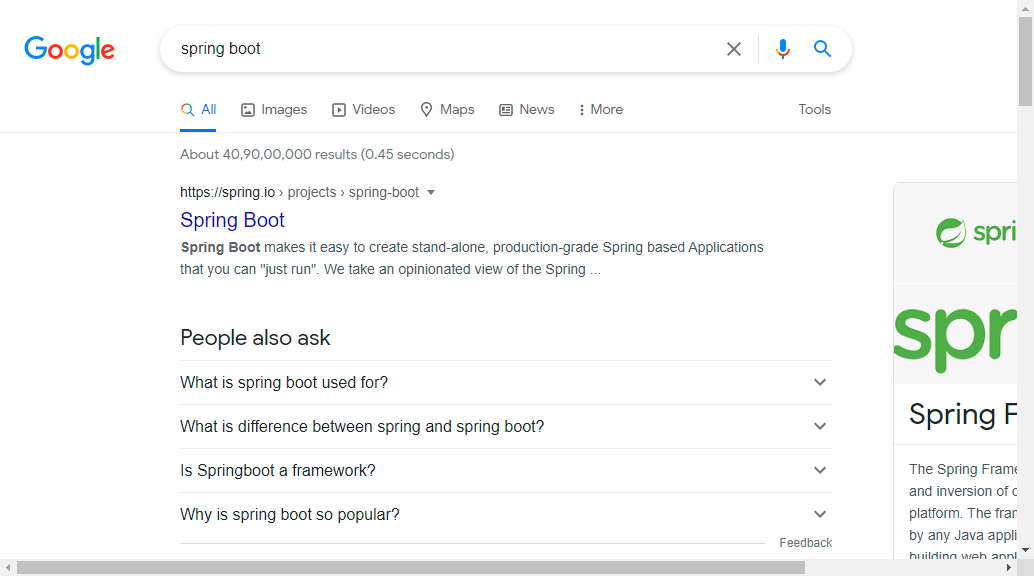 Google
spring boot
All Images Videos Maps News More Tools
About 40,90,00,000 results (0.45 seconds)
https://spring.io › projects › spring-boot
Spring Boot
Spring Boot makes it easy to create stand-alone, production-grade Spring based Applications
that you can "just run". We take an opinionated view of the Spring ...
People also ask
What is spring boot used for?
What is difference between spring and spring boot?
Is Springboot a framework?
Why is spring boot so popular?
Feedback
spri
spr
Spring F
The Spring Frame
and inversion of c
platform. The fran
by any Java appli
building web appl